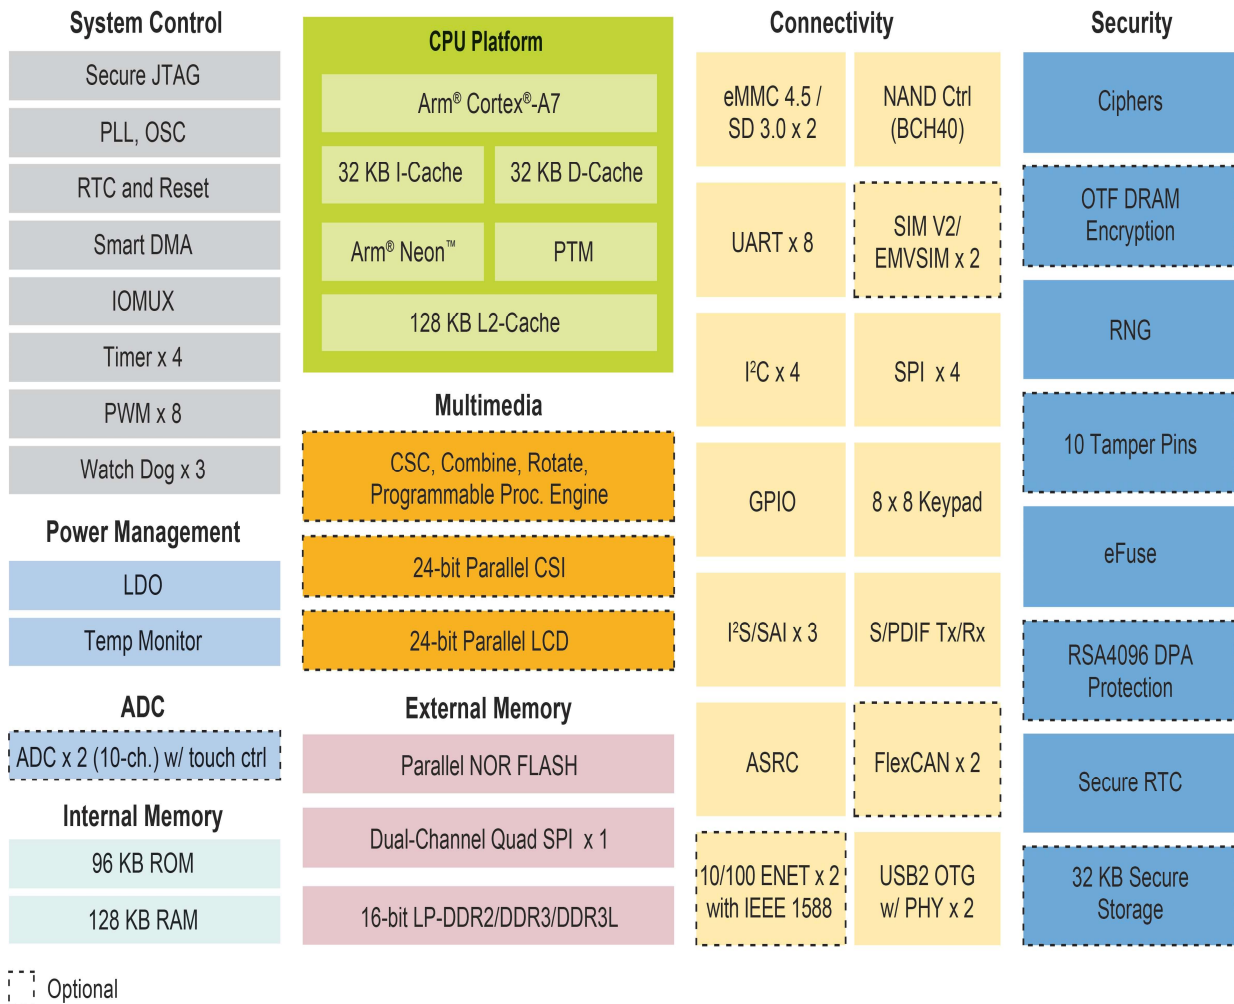 System Control
Secure JTAG
PLL, OSC
RTC and Reset
Smart DMA
IOMUX
Timer x 4
PWM x 8
Watch Dog x 3
Power Management
LDO
Temp Monitor
ADC
ADC x 2 (10-ch.) w/ touch ctrl
Internal Memory
96 KB ROM
128 KB RAM
CPU Platform
Arm® Cortex®-A7
32 KB I-Cache
32 KB D-Cache
Arm® Neon™
PTM
128 KB L2-Cache
Multimedia
CSC, Combine, Rotate,
Programmable Proc. Engine
24-bit Parallel CSI
24-bit Parallel LCD
External Memory
Parallel NOR FLASH
Dual-Channel Quad SPI x 1
16-bit LP-DDR2/DDR3/DDR3L
Connectivity
eMMC 4.5 /
SD 3.0 x 2
NAND Ctrl
(BCH40)
UART x 8
SIM V2/
EMVSIM x 2
I²C x 4
SPI x 4
GPIO
8 x 8 Keypad
I²S/SAI x 3
S/PDIF Tx/Rx
ASRC
FlexCAN x 2
10/100 ENET x 2
with IEEE 1588
USB2 OTG
w/ PHY x 2
Security
Ciphers
OTF DRAM
Encryption
RNG
10 Tamper Pins
eFuse
RSA4096 DPA
Protection
Secure RTC
32 KB Secure
Storage
Optional